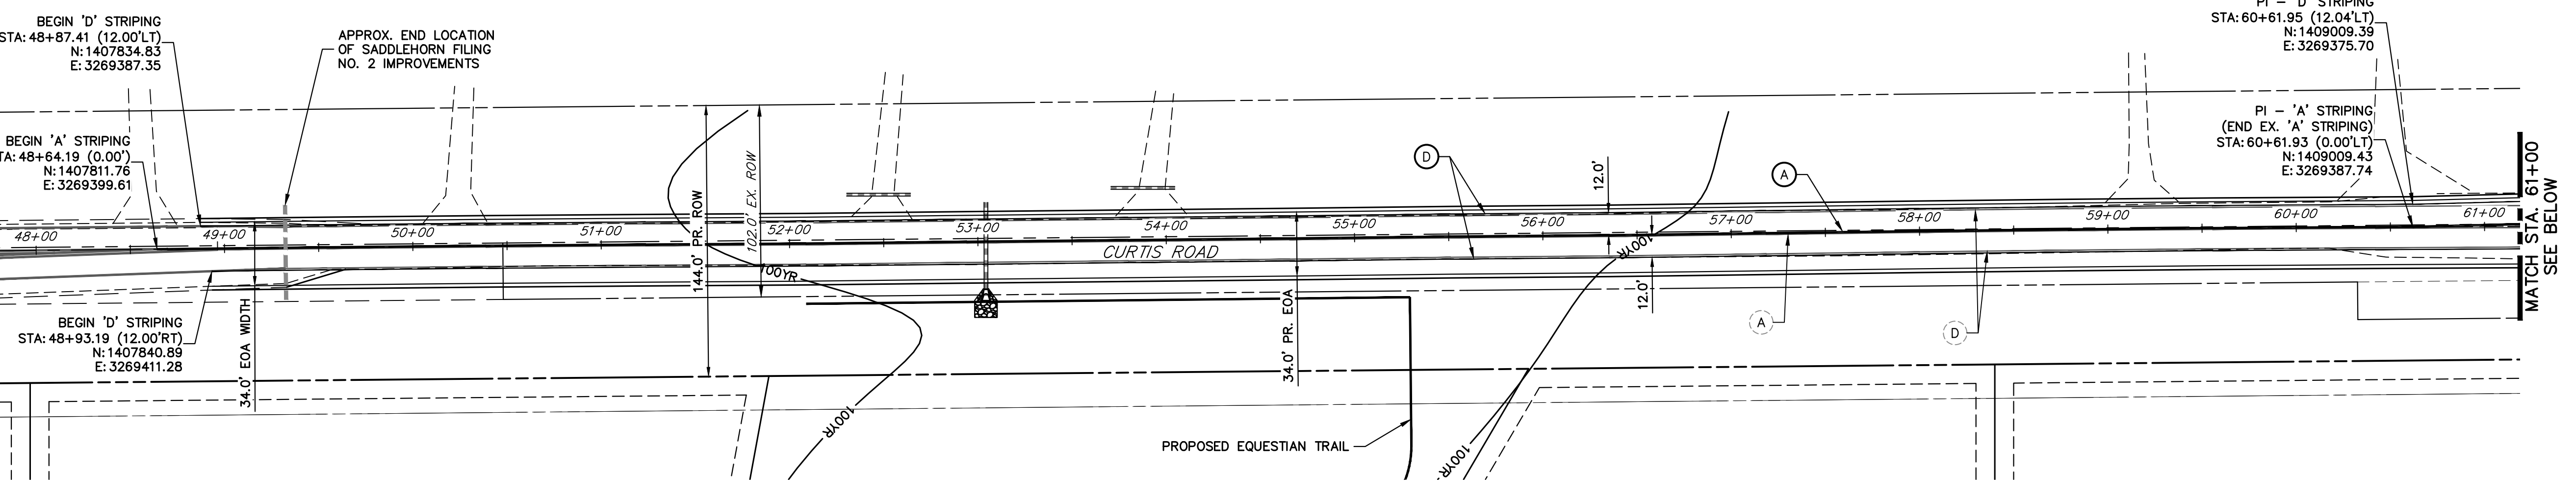 BEGIN 'D' STRIPING
STA: 48+87.41 (12.00'LT)
N: 1407834.83
E: 3269387.35
APPROX. END LOCATION
OF SADDLEHORN FILING
NO. 2 IMPROVEMENTS
BEGIN 'A' STRIPING
TA: 48+64.19 (0.00')
N: 1407811.76
E: 3269399.61
PI - 'D' STRIPING
STA: 60+61.95 (12.04'LT)
N: 1409009.39
E: 3269375.70
PI - 'A' STRIPING
(END EX. 'A' STRIPING)
STA: 60+61.93 (0.00'LT)
N: 1409009.43
E: 3269387.74
MATCH STA. 61+00
SEE BELOW
144.0' PR. ROW
102.0' EX. ROW
D
12.0'
A
48+00
49+00
50+00
51+00
52+00
53+00
54+00
55+00
56+00
57+00
58+00
59+00
60+00
61+00
CURTIS ROAD
100YR
100YR
12.0'
BEGIN 'D' STRIPING
STA: 48+93.19 (12.00'RT)
N: 1407840.89
E: 3269411.28
34.0' EOA WIDTH
34.0' PR. EOA
A
D
100YR
PROPOSED EQUESTIAN TRAIL
100YR